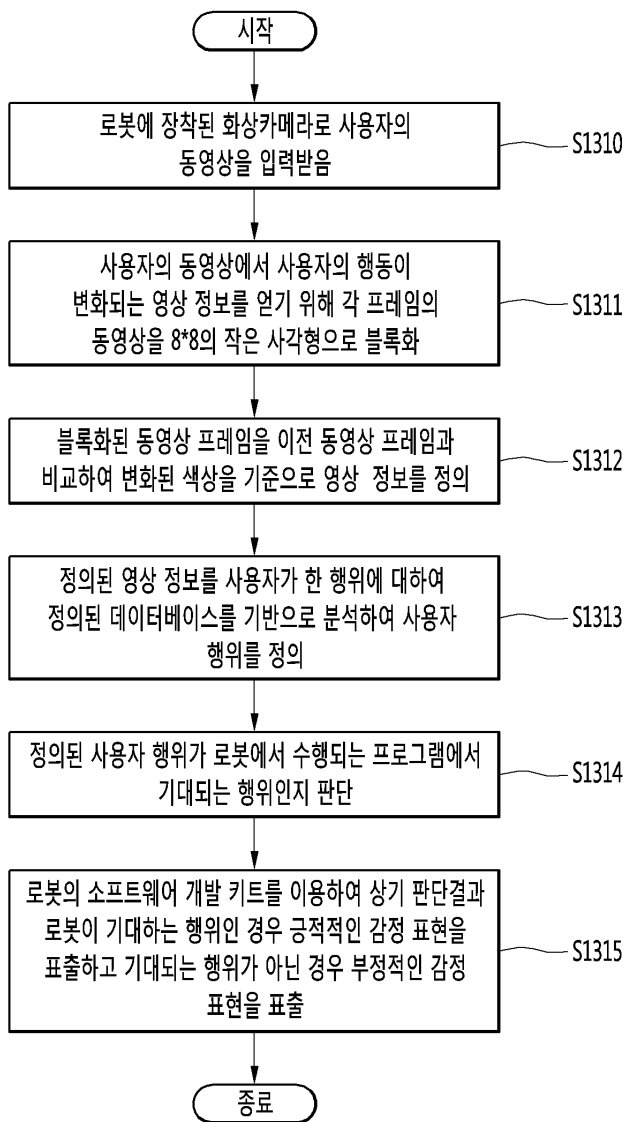 시작
로봇에 장착된 화상카메라로 사용자의
동영상을 입력받음
S1310
사용자의 동영상에서 사용자의 행동이
변화되는 영상 정보를 얻기 위해 각 프레임의
동영상을 8*8의 작은 사각형으로 블록화
S1311
블록화된 동영상 프레임을 이전 동영상 프레임과
비교하여 변화된 색상을 기준으로 영상 정보를 정의
S1312
정의된 영상 정보를 사용자가 한 행위에 대하여
정의된 데이터베이스를 기반으로 분석하여 사용자
행위를 정의
S1313
정의된 사용자 행위가 로봇에서 수행되는 프로그램에서
기대되는 행위인지 판단
S1314
로봇의 소프트웨어 개발 키트를 이용하여 상기 판단결과
로봇이 기대하는 행위인 경우 긍적적인 감정 표현을
표출하고 기대되는 행위가 아닌 경우 부정적인 감정
표현을 표출
S1315
종료